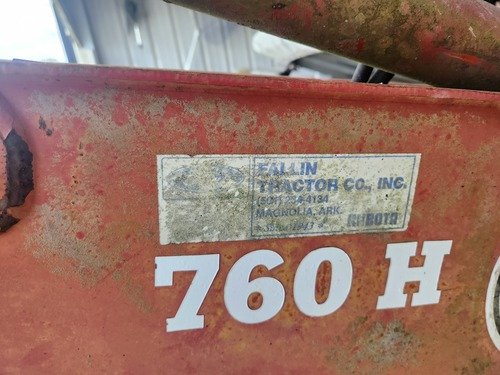 FALLIN
TRACTOR CO., INC.
MAGNOLIA, ARK.
KUBOTA
760 H